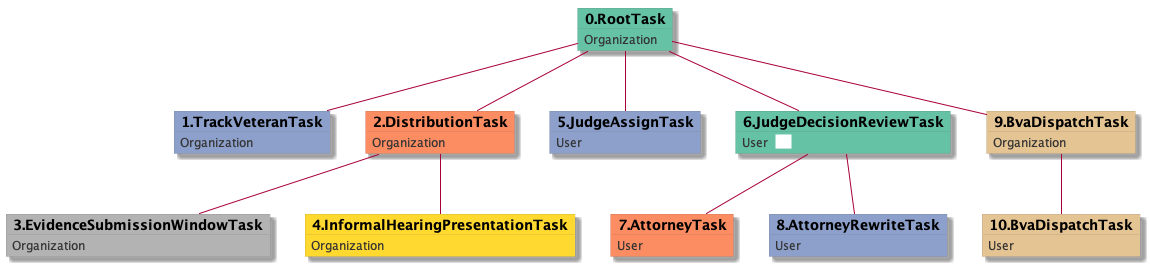 0.RootTask
Organization
1.TrackVeteranTask
Organization
2.DistributionTask
Organization
5.JudgeAssignTask
User
6.JudgeDecisionReviewTask
User
9.BvaDispatchTask
Organization
3.EvidenceSubmissionWindowTask
Organization
4.InformalHearingPresentationTask
Organization
7.AttorneyTask
User
8.AttorneyRewriteTask
User
10.BvaDispatchTask
User